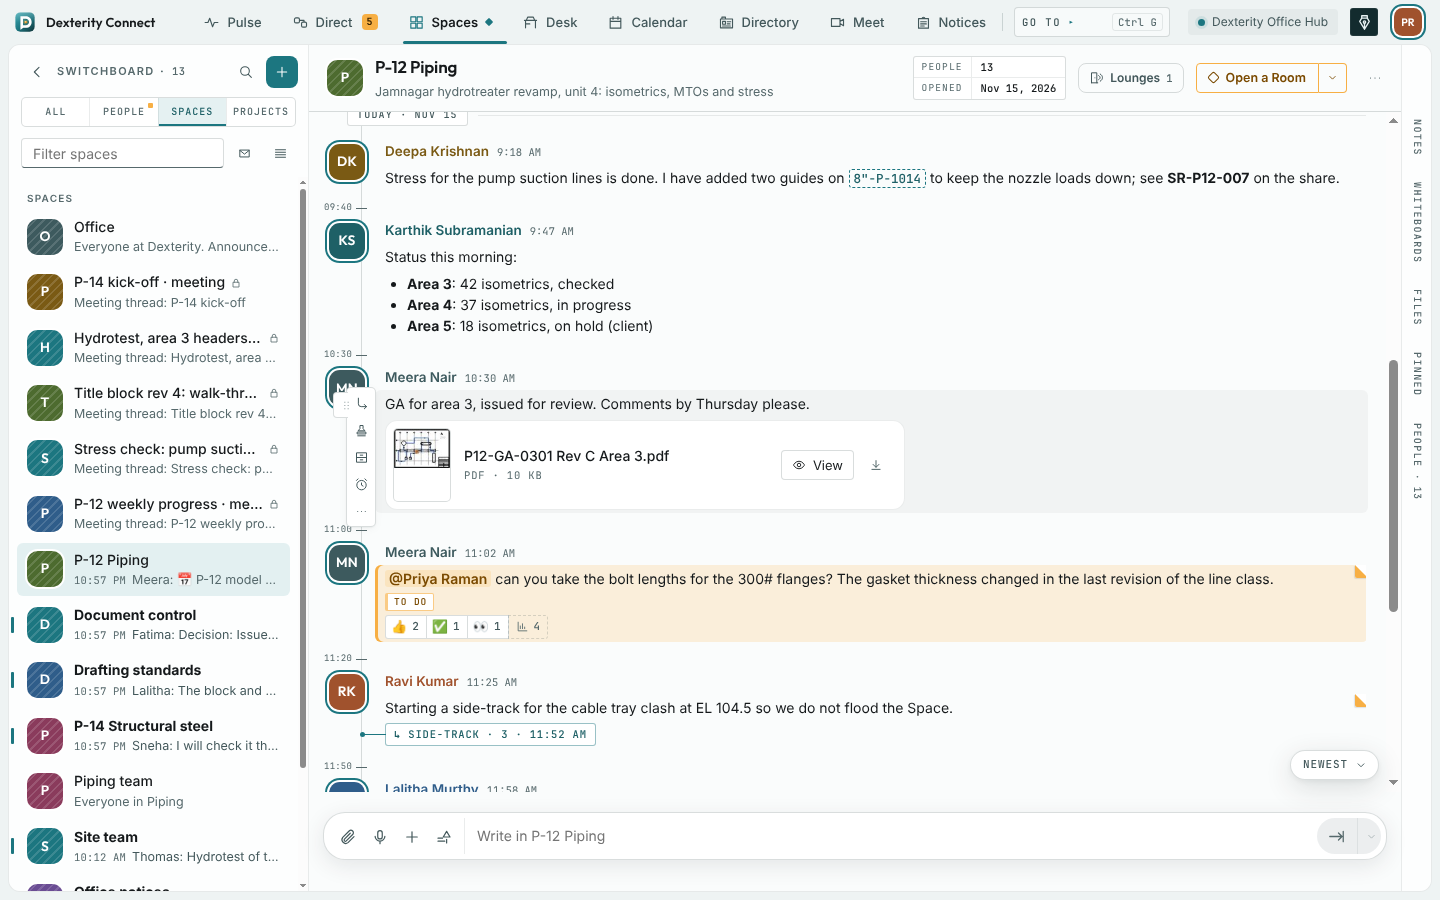 Dexterity Connect
Pulse
Direct 5
Spaces
Desk
Calendar
Directory
Meet
Notices
GO TO
Ctrl G
Dexterity Office Hub
PR
SWITCHBOARD · 13
ALL
PEOPLE
SPACES
PROJECTS
Filter spaces
SPACES
O
Office
Everyone at Dexterity. Announce...
P
P-14 kick-off · meeting
Meeting thread: P-14 kick-off
H
Hydrotest, area 3 headers...
Meeting thread: Hydrotest, area ...
T
Title block rev 4: walk-thr...
Meeting thread: Title block rev 4...
S
Stress check: pump sucti...
Meeting thread: Stress check: p...
P
P-12 weekly progress · me...
Meeting thread: P-12 weekly pro...
P
P-12 Piping
10:57 PM Meera: 📅 P-12 model ...
D
Document control
10:57 PM Fatima: Decision: Issue...
D
Drafting standards
10:57 PM Lalitha: The block and ...
P
P-14 Structural steel
10:57 PM Sneha: I will check it th...
P
Piping team
Everyone in Piping
S
Site team
10:12 AM Thomas: Hydrotest of t...
Office notices
P
P-12 Piping
Jamnagar hydrotreater revamp, unit 4: isometrics, MTOs and stress
PEOPLE 13
OPENED Nov 15, 2026
Lounges 1
Open a Room
TODAY · NOV 15
DK
Deepa Krishnan 9:18 AM
Stress for the pump suction lines is done. I have added two guides on 8"-P-1014 to keep the nozzle loads down; see SR-P12-007 on the share.
09:40
KS
Karthik Subramanian 9:47 AM
Status this morning:
• Area 3: 42 isometrics, checked
• Area 4: 37 isometrics, in progress
• Area 5: 18 isometrics, on hold (client)
10:30
MN
Meera Nair 10:30 AM
GA for area 3, issued for review. Comments by Thursday please.
P12-GA-0301 Rev C Area 3.pdf
PDF · 10 KB
View
11:00
MN
Meera Nair 11:02 AM
@Priya Raman can you take the bolt lengths for the 300# flanges? The gasket thickness changed in the last revision of the line class.
TO DO
👍 2 ✅ 1 👀 1 4
11:20
RK
Ravi Kumar 11:25 AM
Starting a side-track for the cable tray clash at EL 104.5 so we do not flood the Space.
↳ SIDE-TRACK · 3 · 11:52 AM
11:50
Lalitha Murthy 11:58 AM
NEWEST
Write in P-12 Piping
NOTES
WHITEBOARDS
FILES
PINNED
PEOPLE · 13